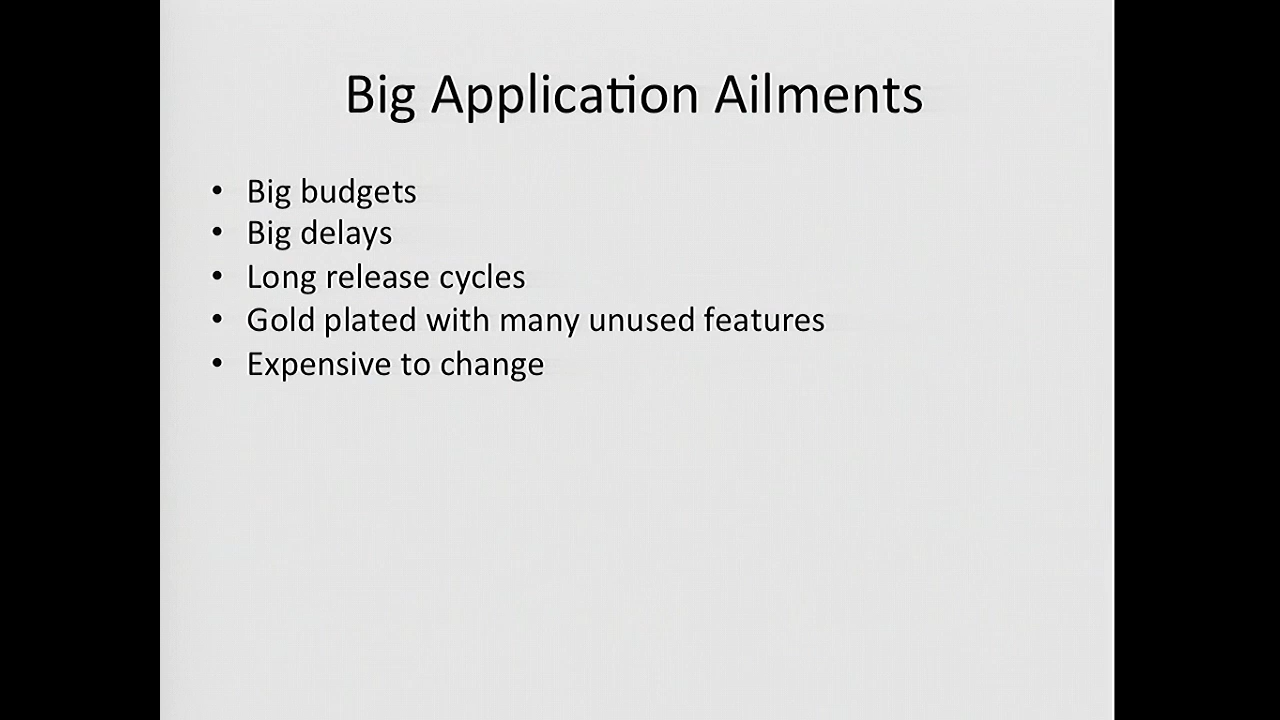 Big Application Ailments
• Big budgets
• Big delays
• Long release cycles
• Gold plated with many unused features
• Expensive to change